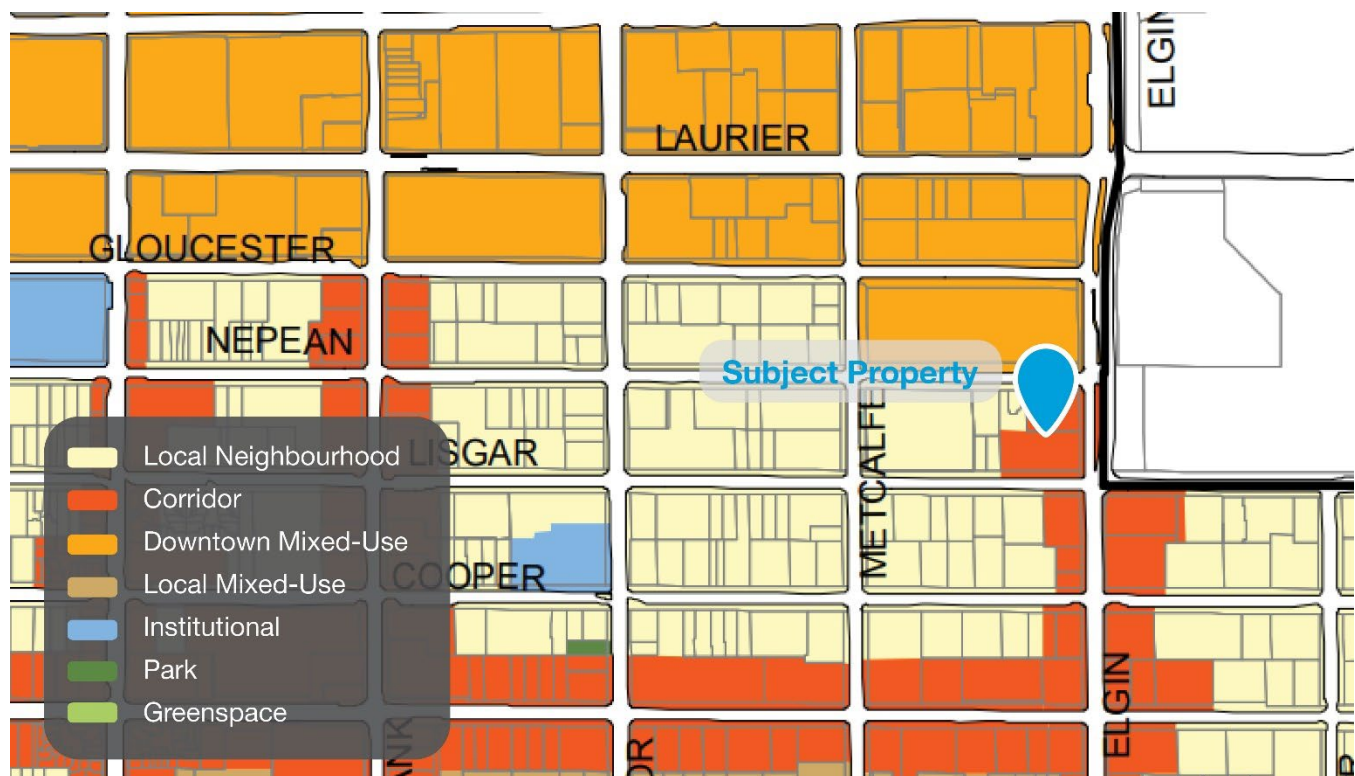 ELGIN
LAURIER
GLOUCESTER
NEPEAN
Subject Property
METCALFE
LISGAR
Local Neighbourhood
Corridor
Downtown Mixed-Use
Local Mixed-Use
Institutional
Park
Greenspace
COOPER
ELGIN